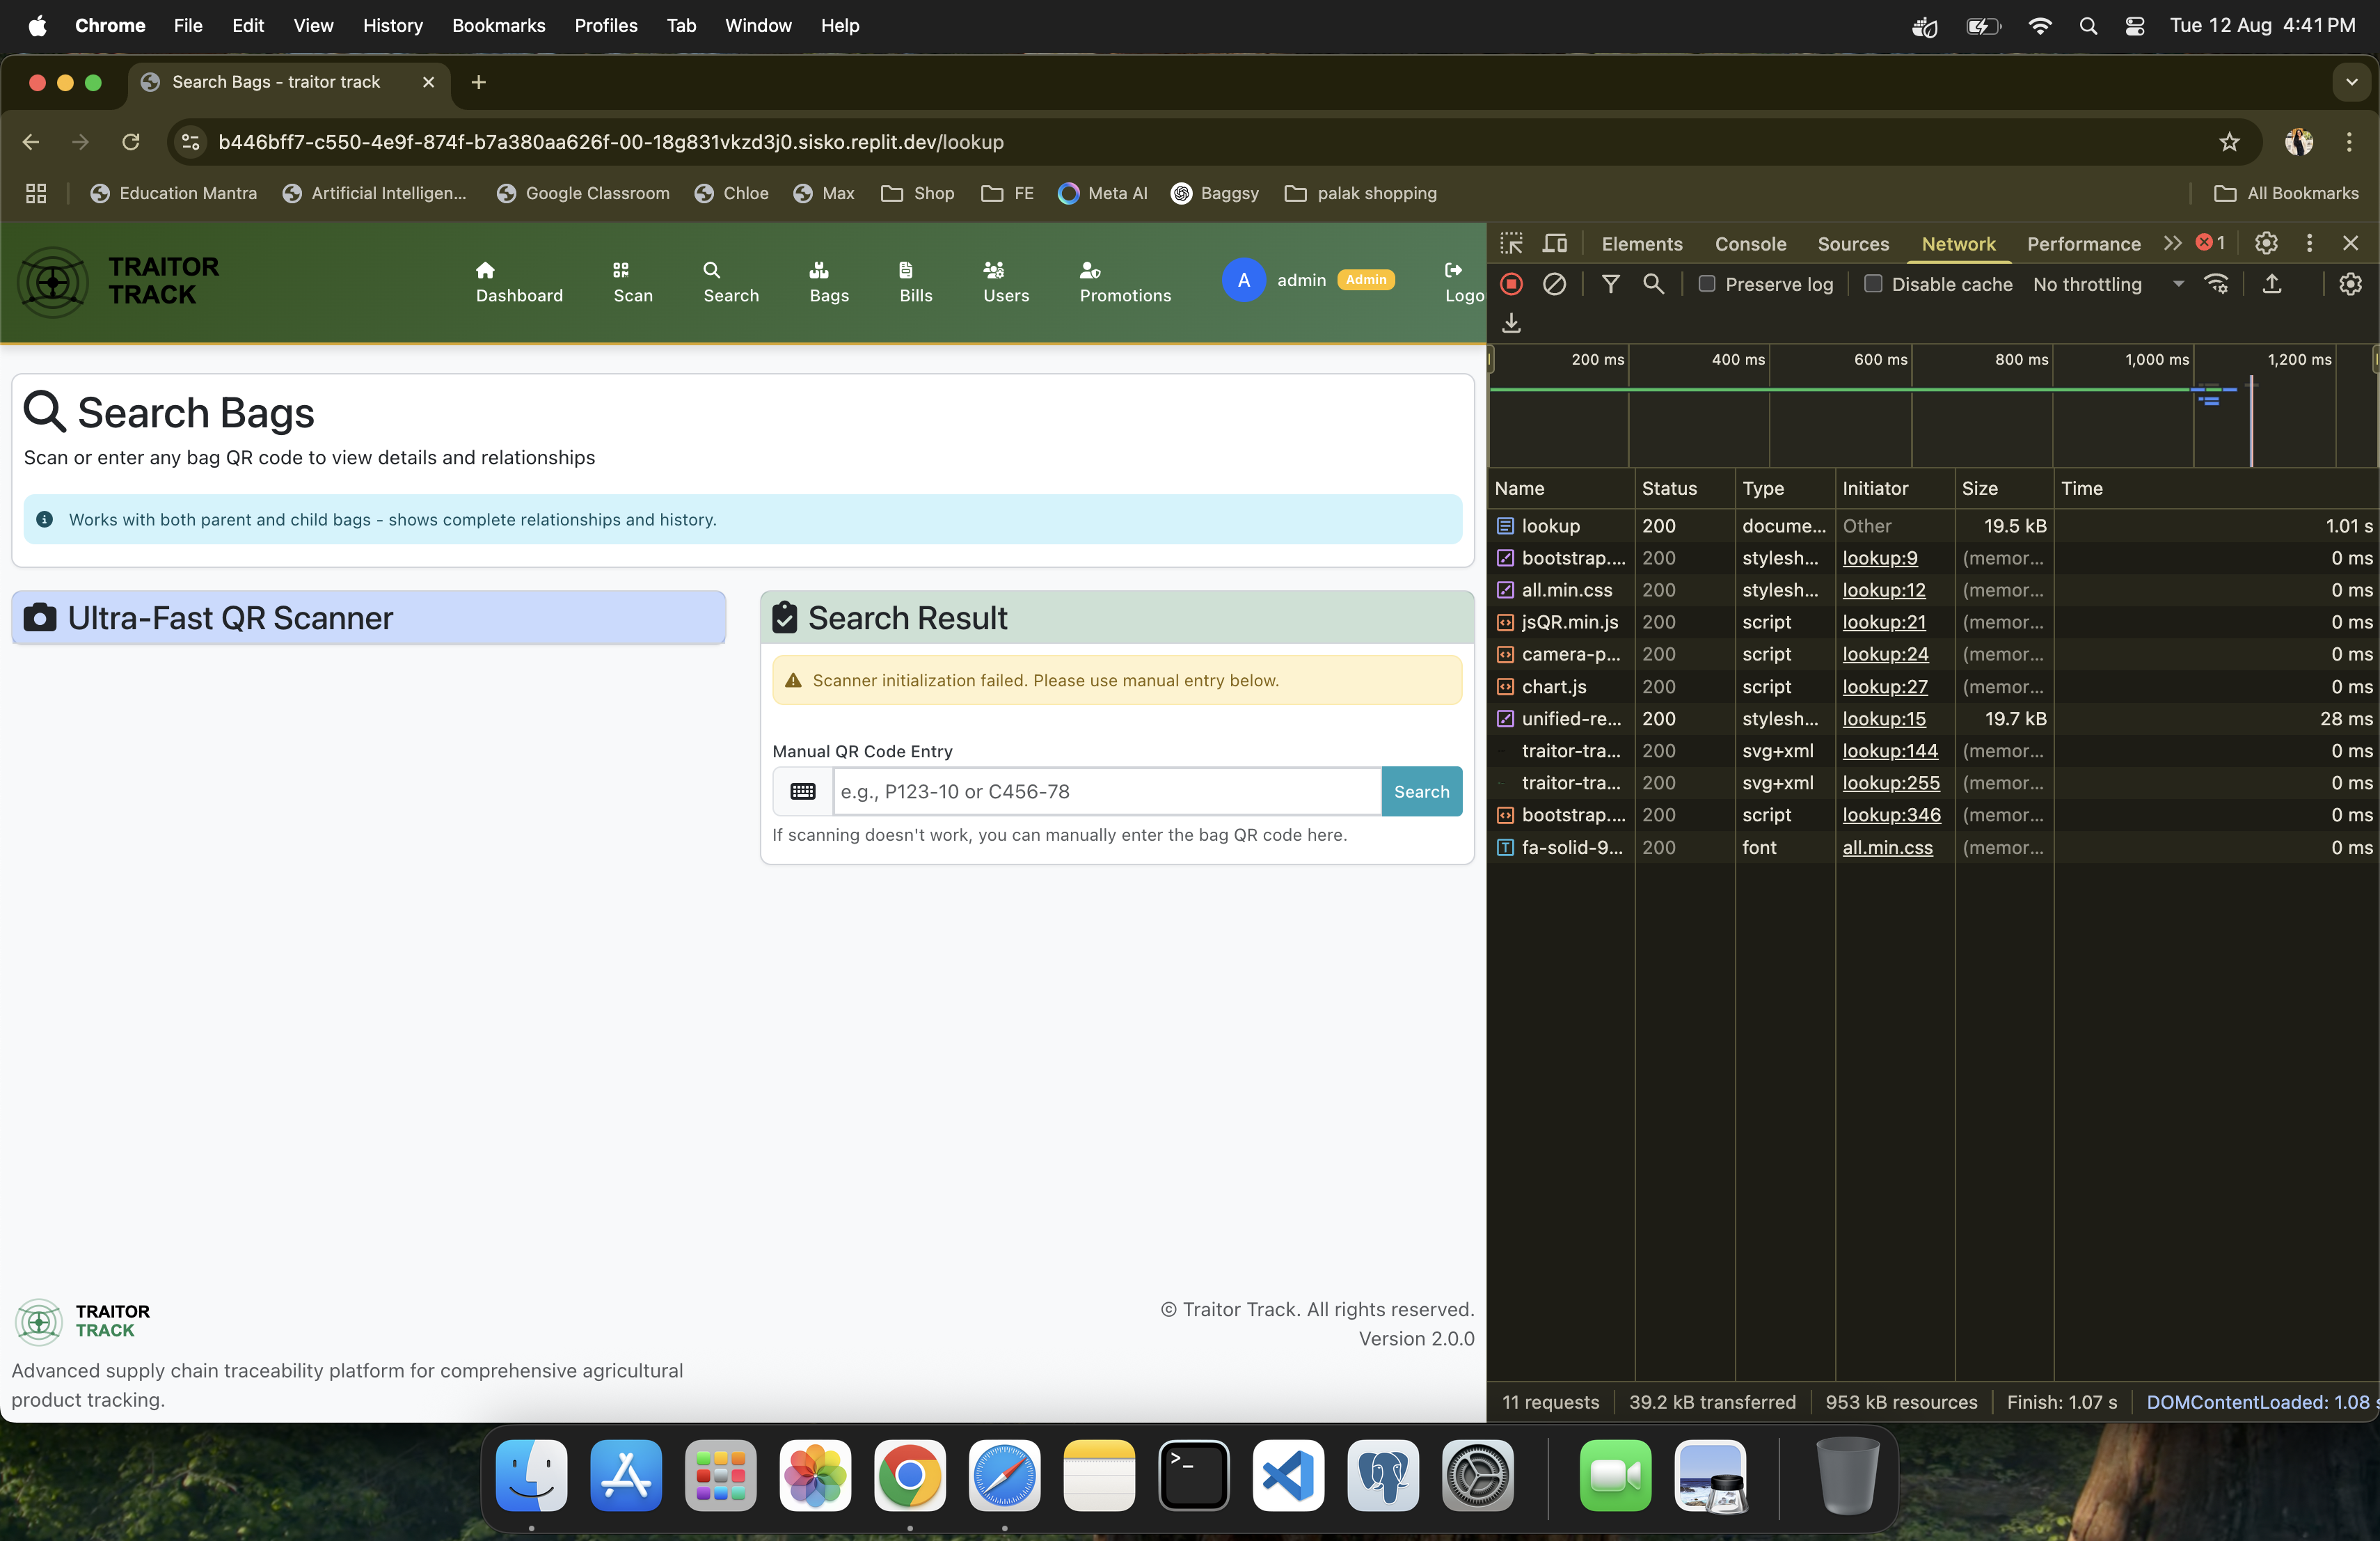 Chrome File Edit View History Bookmarks Profiles Tab Window Help Tue 12 Aug 4:41 PM
Search Bags - traitor track
b446bff7-c550-4e9f-874f-b7a380aa626f-00-18g831vkzd3j0.sisko.replit.dev/lookup
Education Mantra Artificial Intelligen... Google Classroom Chloe Max Shop FE Meta AI Baggsy palak shopping All Bookmarks
TRAITOR
TRACK
Dashboard Scan Search Bags Bills Users Promotions A admin Admin Logo
Search Bags
Scan or enter any bag QR code to view details and relationships
Works with both parent and child bags - shows complete relationships and history.
Ultra-Fast QR Scanner
Search Result
Scanner initialization failed. Please use manual entry below.
Manual QR Code Entry
e.g., P123-10 or C456-78 Search
If scanning doesn't work, you can manually enter the bag QR code here.
TRAITOR
TRACK
© Traitor Track. All rights reserved.
Version 2.0.0
Advanced supply chain traceability platform for comprehensive agricultural
product tracking.
Elements Console Sources Network Performance 1
Preserve log Disable cache No throttling
200 ms 400 ms 600 ms 800 ms 1,000 ms 1,200 ms
Name Status Type Initiator Size Time
lookup 200 docume... Other 19.5 kB 1.01 s
bootstrap.... 200 stylesh... lookup:9 (memor... 0 ms
all.min.css 200 stylesh... lookup:12 (memor... 0 ms
jsQR.min.js 200 script lookup:21 (memor... 0 ms
camera-p... 200 script lookup:24 (memor... 0 ms
chart.js 200 script lookup:27 (memor... 0 ms
unified-re... 200 stylesh... lookup:15 19.7 kB 28 ms
traitor-tra... 200 svg+xml lookup:144 (memor... 0 ms
traitor-tra... 200 svg+xml lookup:255 (memor... 0 ms
bootstrap.... 200 script lookup:346 (memor... 0 ms
fa-solid-9... 200 font all.min.css (memor... 0 ms
11 requests 39.2 kB transferred 953 kB resources Finish: 1.07 s DOMContentLoaded: 1.08 s